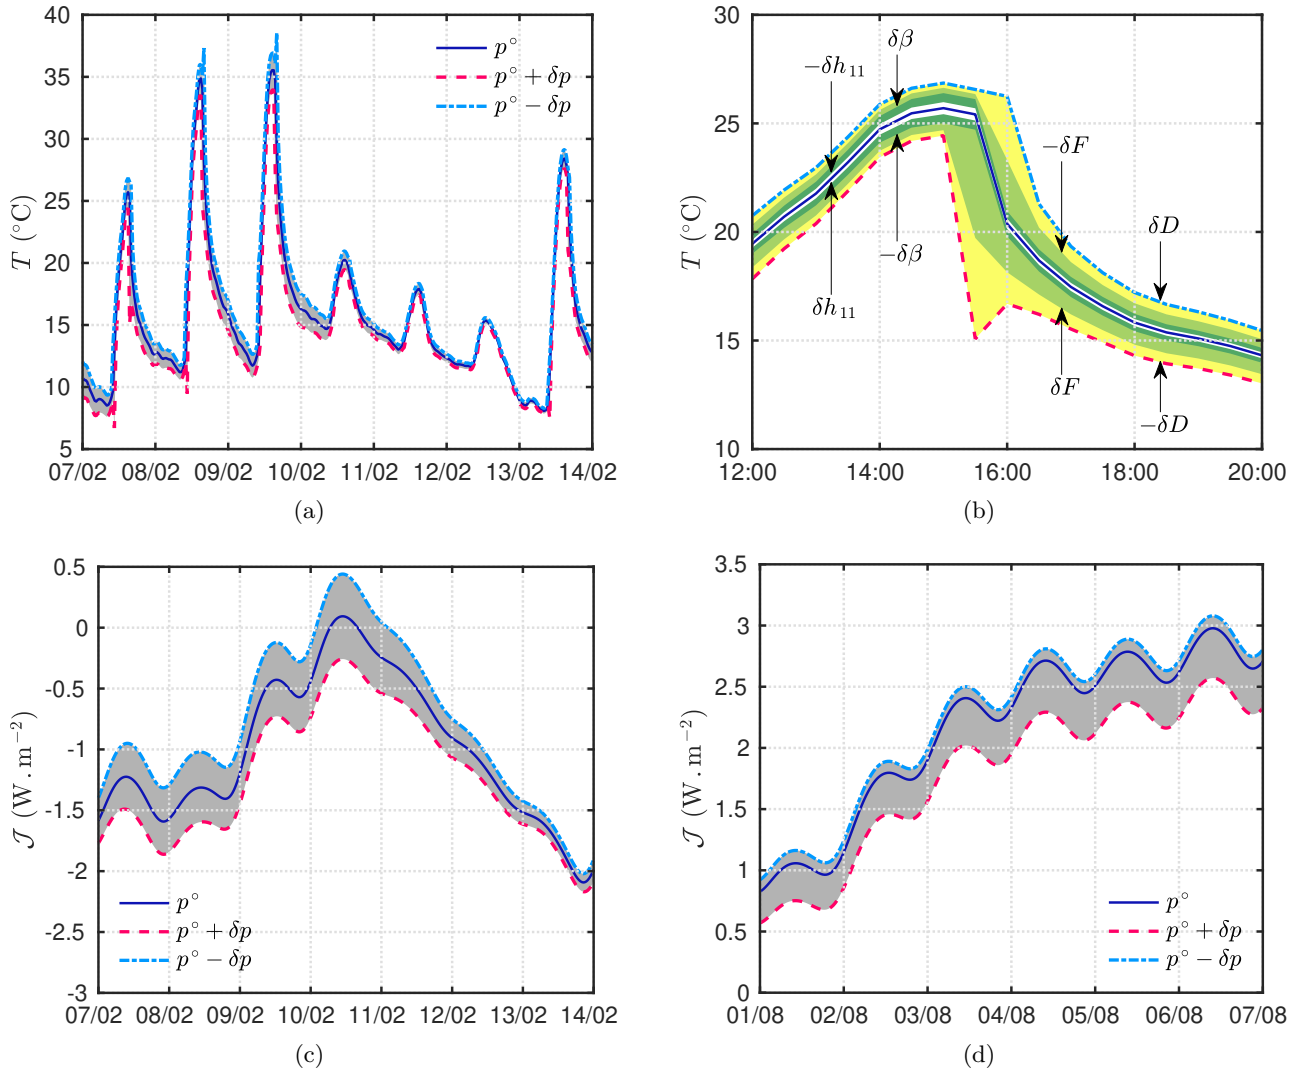 40
35
30
25
20
15
10
5
T (°C)
p°
p° + δp
p° − δp
07/02 08/02 09/02 10/02 11/02 12/02 13/02 14/02
(a)
30
25
20
15
10
T (°C)
−δh₁₁
δβ
δh₁₁
−δβ
−δF
δF
δD
−δD
12:00 14:00 16:00 18:00 20:00
(b)
0.5
0
-0.5
-1
-1.5
-2
-2.5
-3
𝒥 (W.m⁻²)
p°
p° + δp
p° − δp
07/02 08/02 09/02 10/02 11/02 12/02 13/02 14/02
(c)
3.5
3
2.5
2
1.5
1
0.5
0
𝒥 (W.m⁻²)
p°
p° + δp
p° − δp
01/08 02/08 03/08 04/08 05/08 06/08 07/08
(d)